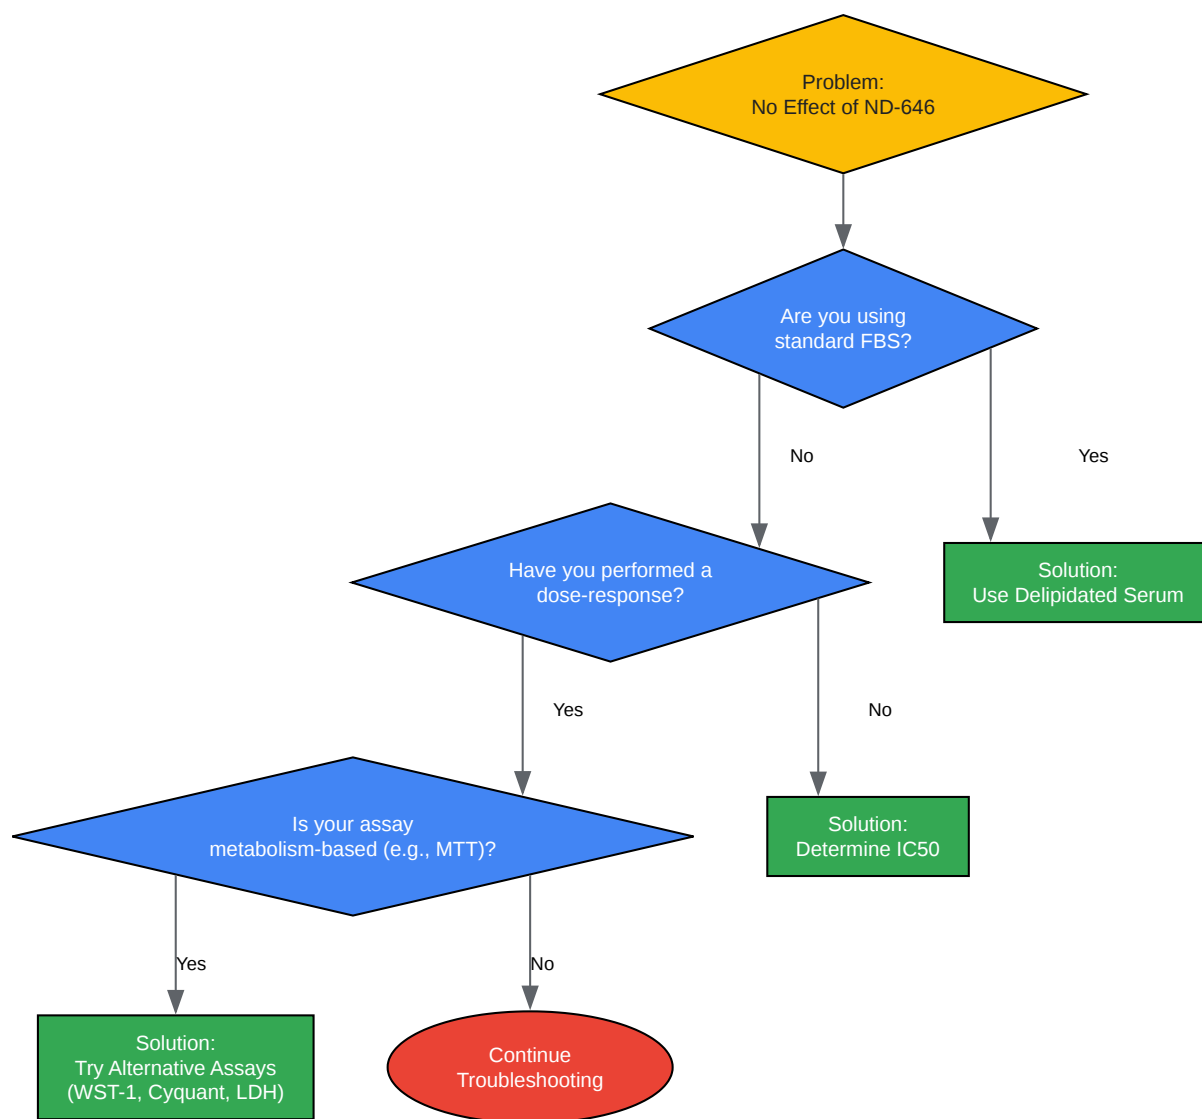 Problem:
No Effect of ND-646
Are you using
standard FBS?
No
Yes
Have you performed a
dose-response?
Solution:
Use Delipidated Serum
Yes
No
Is your assay
metabolism-based (e.g., MTT)?
Solution:
Determine IC50
Yes
No
Solution:
Try Alternative Assays
(WST-1, Cyquant, LDH)
Continue
Troubleshooting